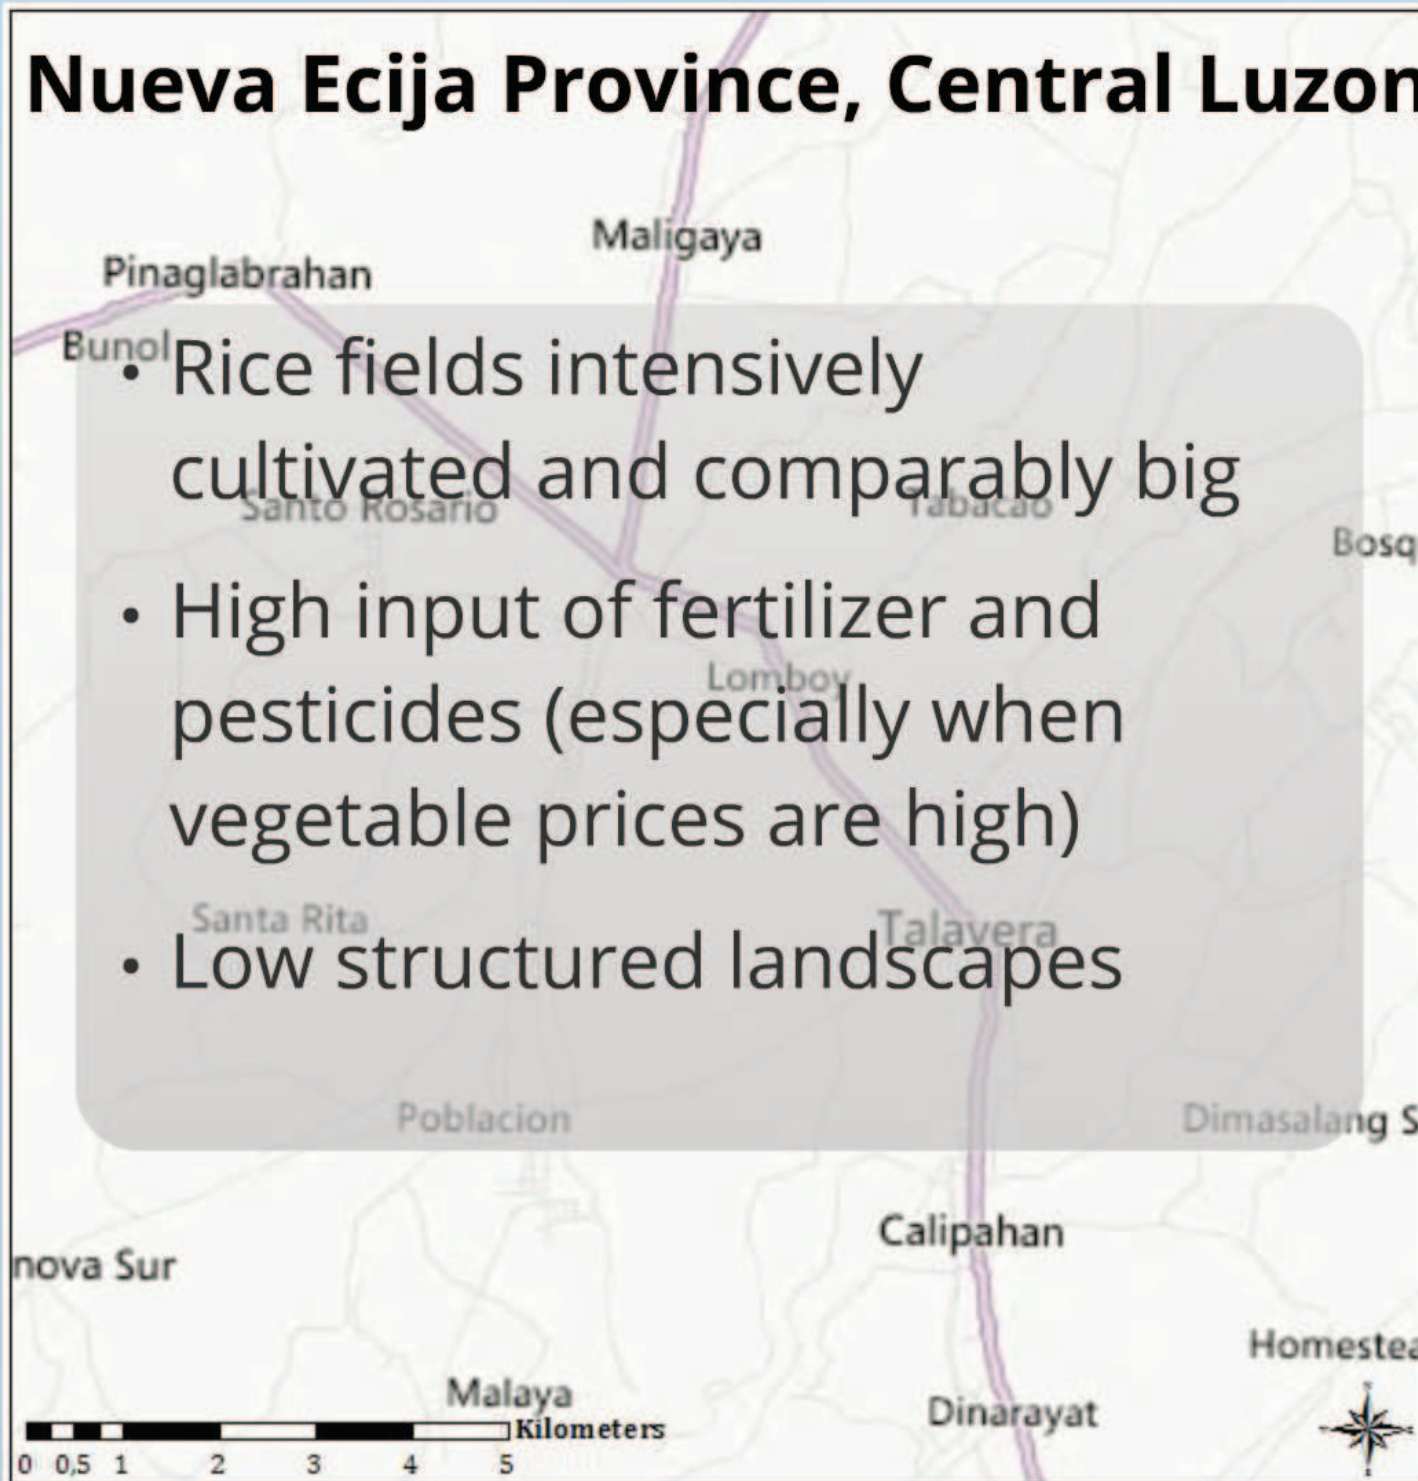 Nueva Ecija Province, Central Luzon
Maligaya
Pinaglabrahan
Bunol
• Rice fields intensively
cultivated and comparably big
Santo Rosario
Tabacao
Bosq
• High input of fertilizer and
Lomboy
pesticides (especially when
vegetable prices are high)
Santa Rita
Talavera
• Low structured landscapes
Poblacion
Dimasalang S
Calipahan
nova Sur
Homestea
Malaya
Dinarayat
Kilometers
0 0,5 1 2 3 4 5